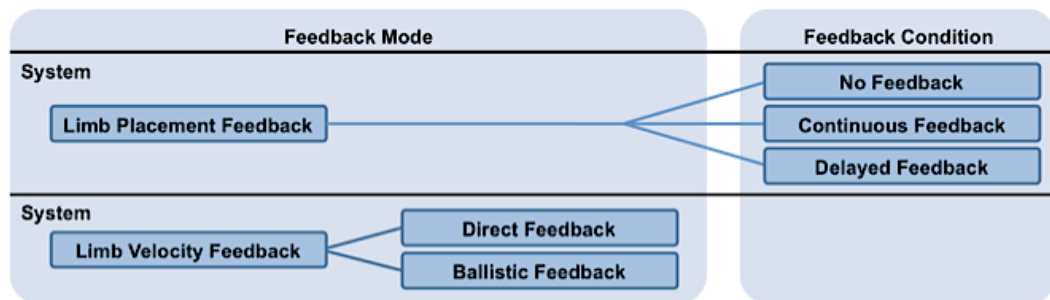 Feedback Mode
Feedback Condition
System
Limb Placement Feedback
No Feedback
Continuous Feedback
Delayed Feedback
System
Limb Velocity Feedback
Direct Feedback
Ballistic Feedback